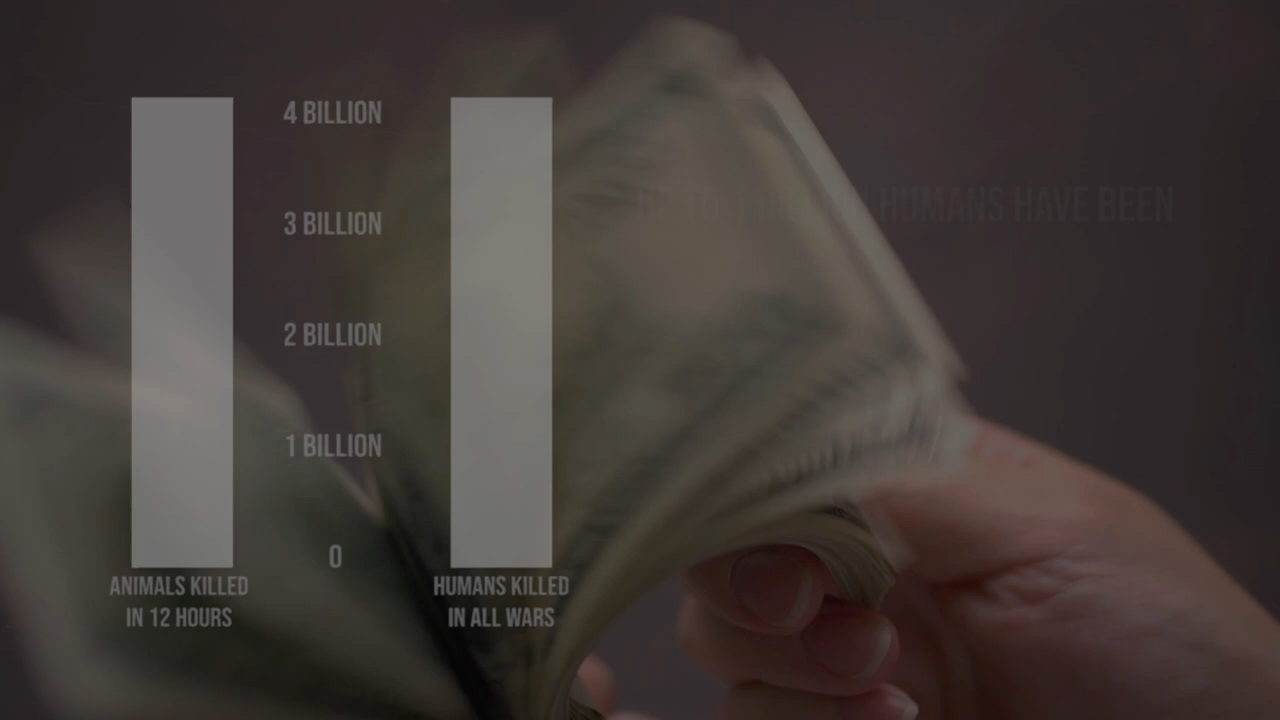 4 BILLION
3 BILLION
2 BILLION
1 BILLION
0
ANIMALS KILLED
IN 12 HOURS
HUMANS KILLED
IN ALL WARS
HUMANS HAVE BEEN